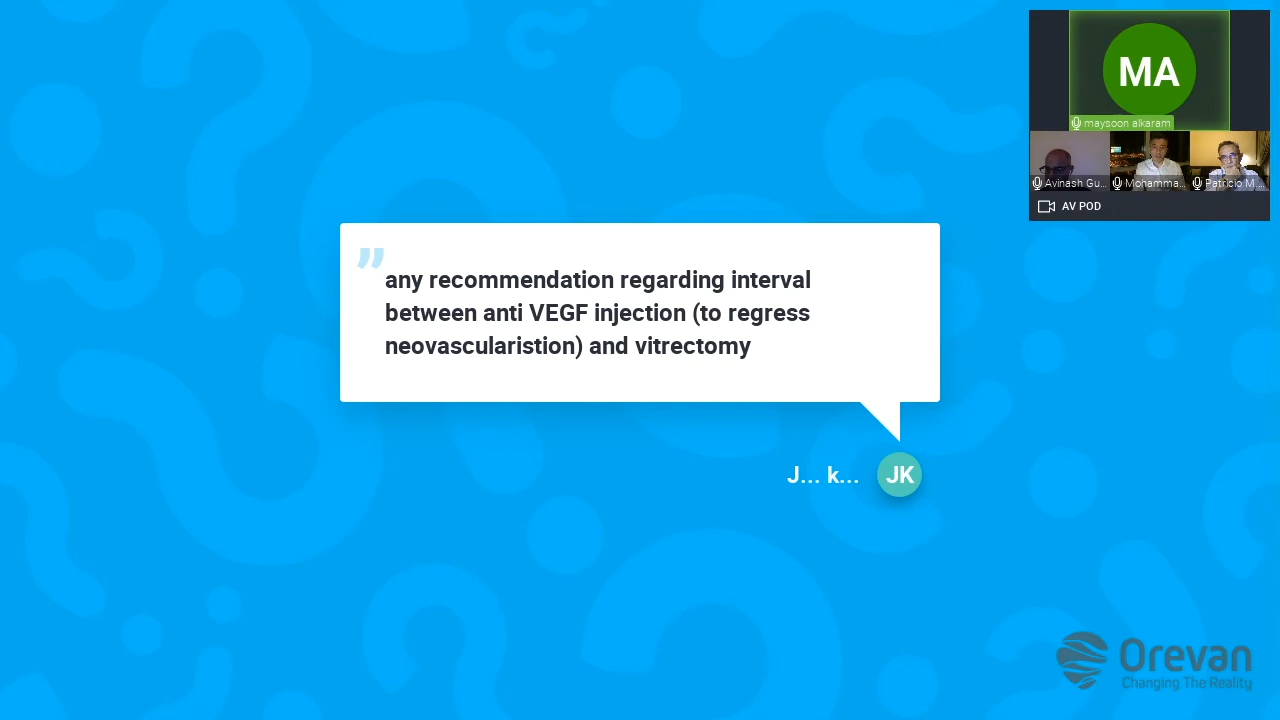 MA
maysoon alkaram
Avinash Gu...
Mohamma...
Patricio M....
AV POD
”
any recommendation regarding interval
between anti VEGF injection (to regress
neovascularistion) and vitrectomy
J... k...
JK
Orevan
Changing The Reality